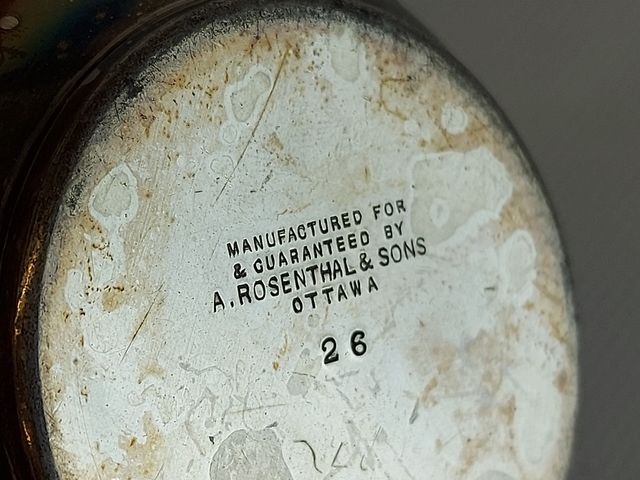 MANUFACTURED FOR
& GUARANTEED BY
A. ROSENTHAL & SONS
OTTAWA
26